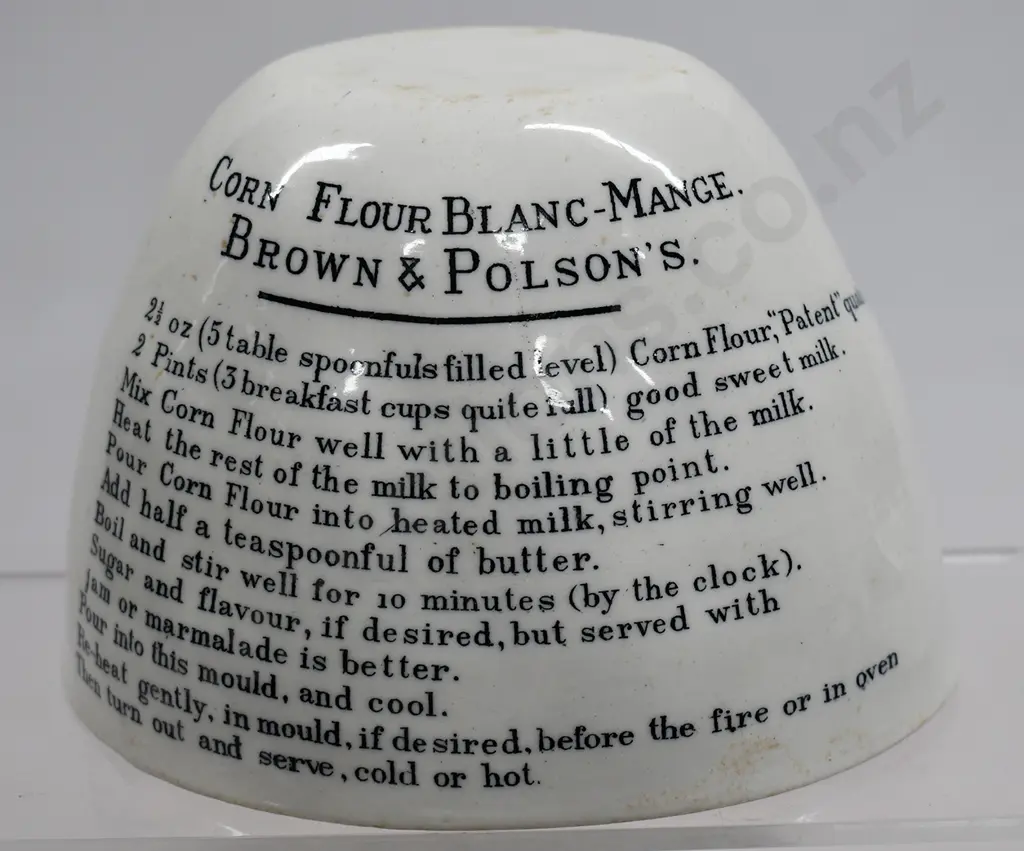 CORN FLOUR BLANC-MANGE.
BROWN & POLSON'S.
2½ oz (5 table spoonfuls filled level) Corn Flour, "Patent"
2 Pints (3 breakfast cups quite full) good sweet milk.
Mix Corn Flour well with a little of the milk.
Heat the rest of the milk to boiling point.
Pour Corn Flour into heated milk, stirring well.
Add half a teaspoonful of butter.
Boil and stir well for 10 minutes (by the clock).
Sugar and flavour, if desired, but served with
Jam or marmalade is better.
Pour into this mould, and cool.
Re-heat gently, in mould, if desired, before the fire or in oven
Then turn out and serve, cold or hot.
.co.nz